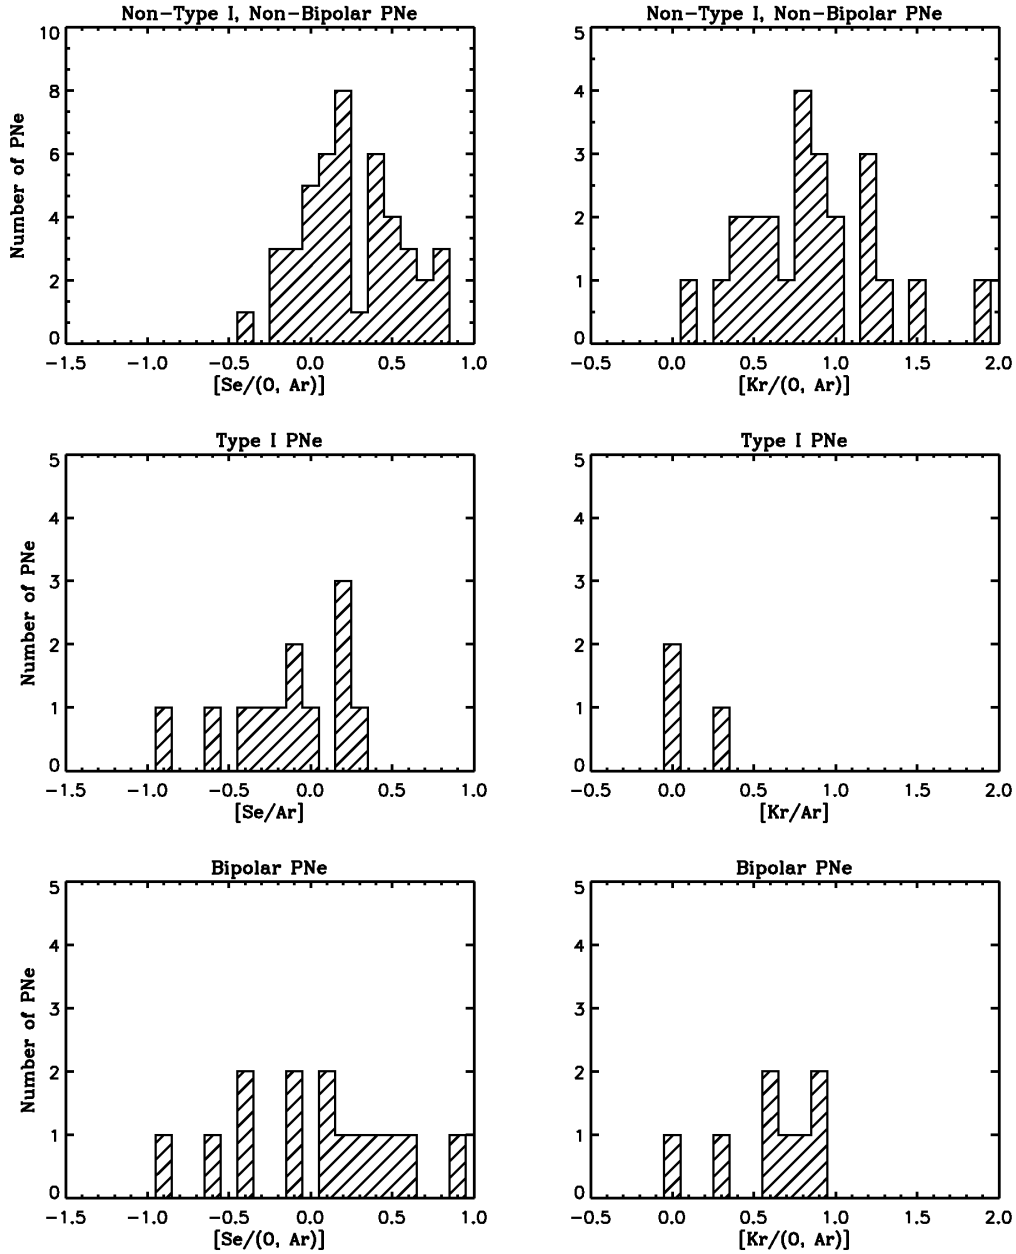 Non-Type I, Non-Bipolar PNe
Non-Type I, Non-Bipolar PNe
Number of PNe
10
8
6
4
2
0
-1.5 -1.0 -0.5 0.0 0.5 1.0
[Se/(O, Ar)]
5
4
3
2
1
0
-0.5 0.0 0.5 1.0 1.5 2.0
[Kr/(O, Ar)]
Type I PNe
Type I PNe
Number of PNe
5
4
3
2
1
0
-1.5 -1.0 -0.5 0.0 0.5 1.0
[Se/Ar]
5
4
3
2
1
0
-0.5 0.0 0.5 1.0 1.5 2.0
[Kr/Ar]
Bipolar PNe
Bipolar PNe
Number of PNe
5
4
3
2
1
0
-1.5 -1.0 -0.5 0.0 0.5 1.0
[Se/(O, Ar)]
5
4
3
2
1
0
-0.5 0.0 0.5 1.0 1.5 2.0
[Kr/(O, Ar)]